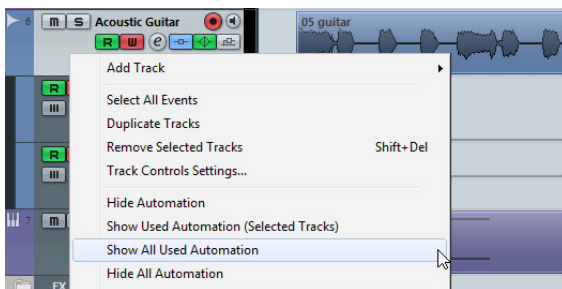 6 m S Acoustic Guitar
05 guitar
R W e
Add Track
Select All Events
Duplicate Tracks
Remove Selected Tracks Shift+Del
Track Controls Settings...
Hide Automation
Show Used Automation (Selected Tracks)
Show All Used Automation
Hide All Automation
R
R
7 m
FX